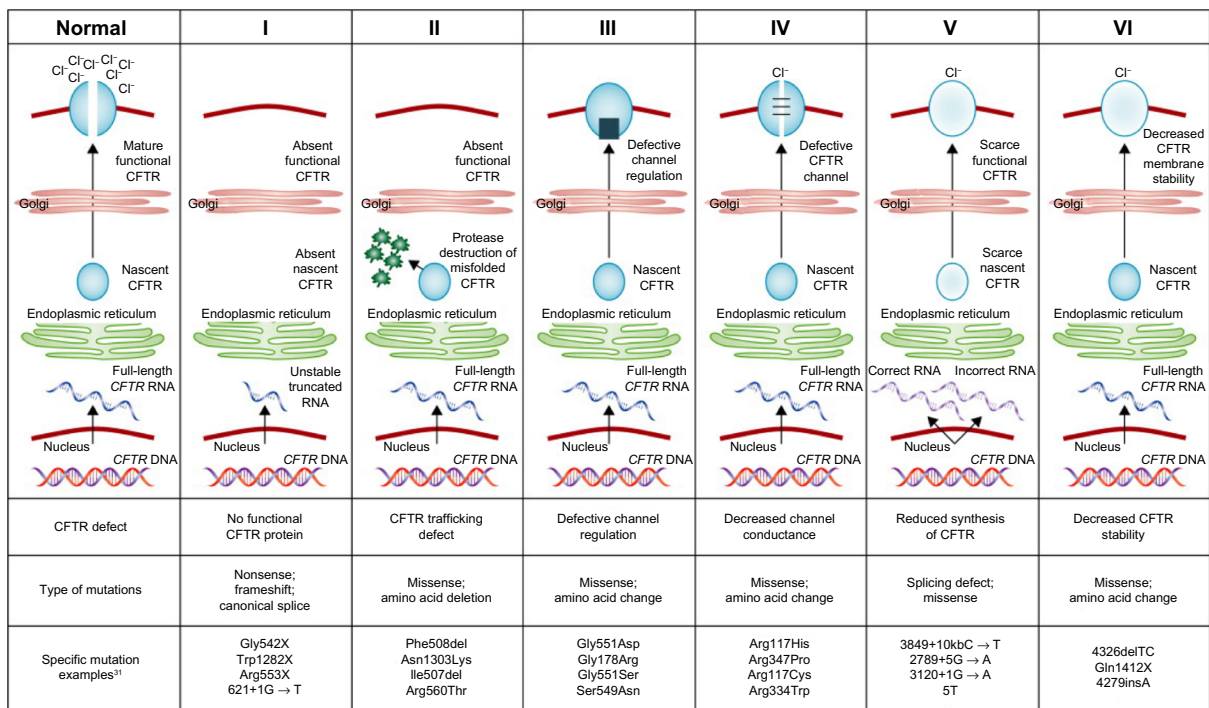 Normal
I
II
III
IV
V
VI
Cl⁻
Cl⁻
Cl⁻
Cl⁻
Cl⁻
Cl⁻
Cl⁻
Cl⁻
Mature
functional
CFTR
Golgi
Nascent
CFTR
Endoplasmic reticulum
Full-length
CFTR RNA
Nucleus
CFTR DNA
Absent
functional
CFTR
Golgi
Absent
nascent
CFTR
Endoplasmic reticulum
Unstable
truncated
RNA
Nucleus
CFTR DNA
Absent
functional
CFTR
Golgi
Protease
destruction of
misfolded
CFTR
Endoplasmic reticulum
Full-length
CFTR RNA
Nucleus
CFTR DNA
Defective
channel
regulation
Golgi
Nascent
CFTR
Endoplasmic reticulum
Full-length
CFTR RNA
Nucleus
CFTR DNA
Cl⁻
Defective
CFTR
channel
Golgi
Nascent
CFTR
Endoplasmic reticulum
Full-length
CFTR RNA
Nucleus
CFTR DNA
Cl⁻
Scarce
functional
CFTR
Golgi
Scarce
nascent
CFTR
Endoplasmic reticulum
Correct RNA
Incorrect RNA
Nucleus
CFTR DNA
Cl⁻
Decreased
CFTR
membrane
stability
Golgi
Nascent
CFTR
Endoplasmic reticulum
Full-length
CFTR RNA
Nucleus
CFTR DNA
CFTR defect
No functional
CFTR protein
CFTR trafficking
defect
Defective channel
regulation
Decreased channel
conductance
Reduced synthesis
of CFTR
Decreased CFTR
stability
Type of mutations
Nonsense;
frameshift;
canonical splice
Missense;
amino acid deletion
Missense;
amino acid change
Missense;
amino acid change
Splicing defect;
missense
Missense;
amino acid change
Specific mutation
examples³¹
Gly542X
Trp1282X
Arg553X
621+1G → T
Phe508del
Asn1303Lys
Ile507del
Arg560Thr
Gly551Asp
Gly178Arg
Gly551Ser
Ser549Asn
Arg117His
Arg347Pro
Arg117Cys
Arg334Trp
3849+10kbC → T
2789+5G → A
3120+1G → A
5T
4326delTC
Gln1412X
4279insA